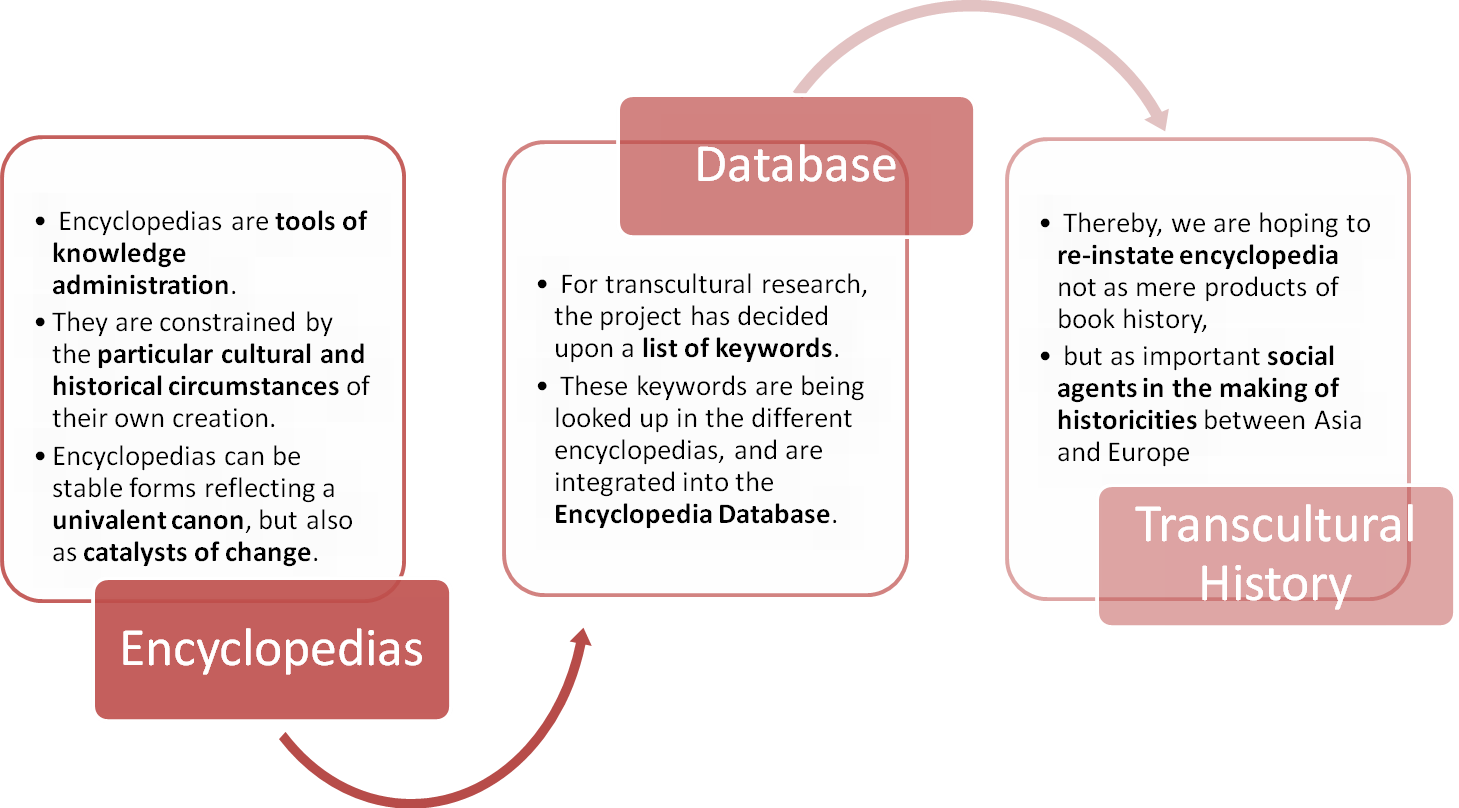 • Encyclopedias are tools of
knowledge
administration.
• They are constrained by
the particular cultural and
historical circumstances of
their own creation.
• Encyclopedias can be
stable forms reflecting a
univalent canon, but also
as catalysts of change.
Encyclopedias
Database
• For transcultural research,
the project has decided
upon a list of keywords.
• These keywords are being
looked up in the different
encyclopedias, and are
integrated into the
Encyclopedia Database.
• Thereby, we are hoping to
re-instate encyclopedia
not as mere products of
book history,
• but as important social
agents in the making of
historicities between Asia
and Europe
Transcultural
History